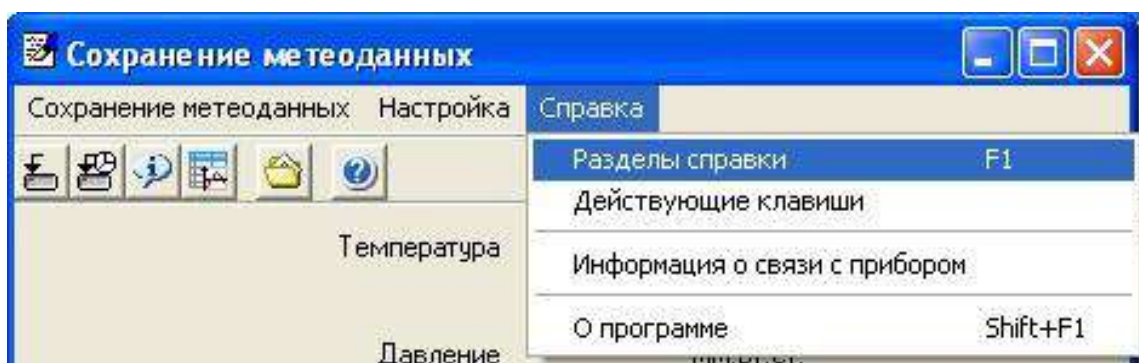 Сохранение метеоданных
Сохранение метеоданных Настройка Справка
Разделы справки F1
Действующие клавиши
Температура
Информация о связи с прибором
О программе Shift+F1
Давление